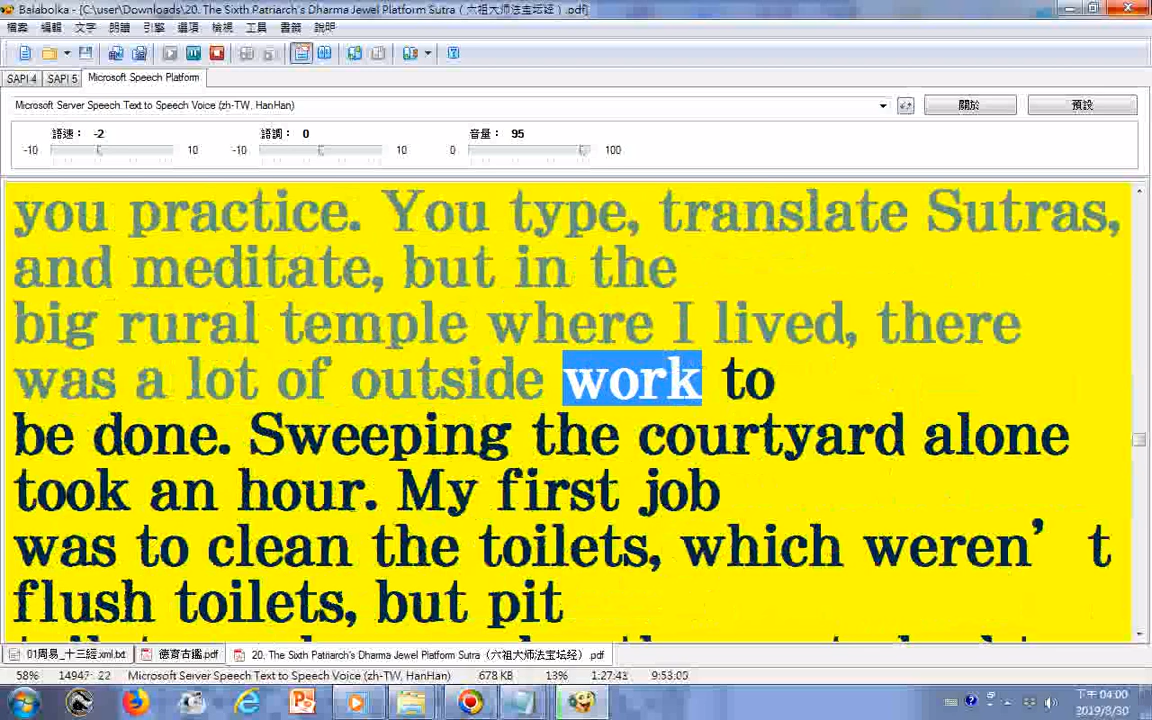 Balabolka - [C:\user\Downloads\20. The Sixth Patriarch's Dharma Jewel Platform Sutra（六祖大师法宝坛经）.pdf]
檔案 編輯 文字 朗讀 引擎 選項 檢視 工具 書籤 說明
SAPI 4 SAPI 5 Microsoft Speech Platform
Microsoft Server Speech Text to Speech Voice (zh-TW, HanHan) 關於 預設
語速： -2 語調： 0 音量： 95
-10 10 -10 10 0 100
you practice. You type, translate Sutras,
and meditate, but in the
big rural temple where I lived, there
was a lot of outside work to
be done. Sweeping the courtyard alone
took an hour. My first job
was to clean the toilets, which weren’t
flush toilets, but pit
01周易_十三經.xml.txt 德育古鑑.pdf 20. The Sixth Patriarch's Dharma Jewel Platform Sutra（六祖大师法宝坛经）.pdf
58% 14947: 22 Microsoft Server Speech Text to Speech Voice (zh-TW, HanHan) 678 KB 13% 1:27:43 9:53:05
下午 04:00
2019/8/30